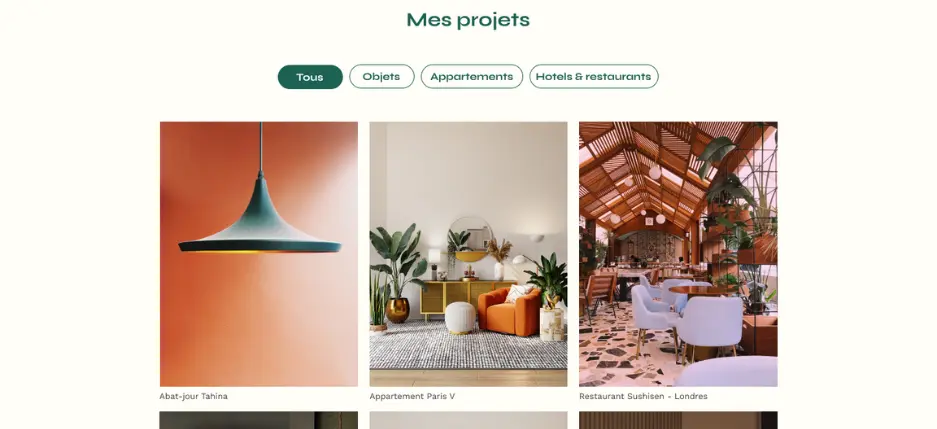 Mes projets
Tous
Objets
Appartements
Hotels & restaurants
Abat-jour Tahina
Appartement Paris V
Restaurant Sushisen - Londres